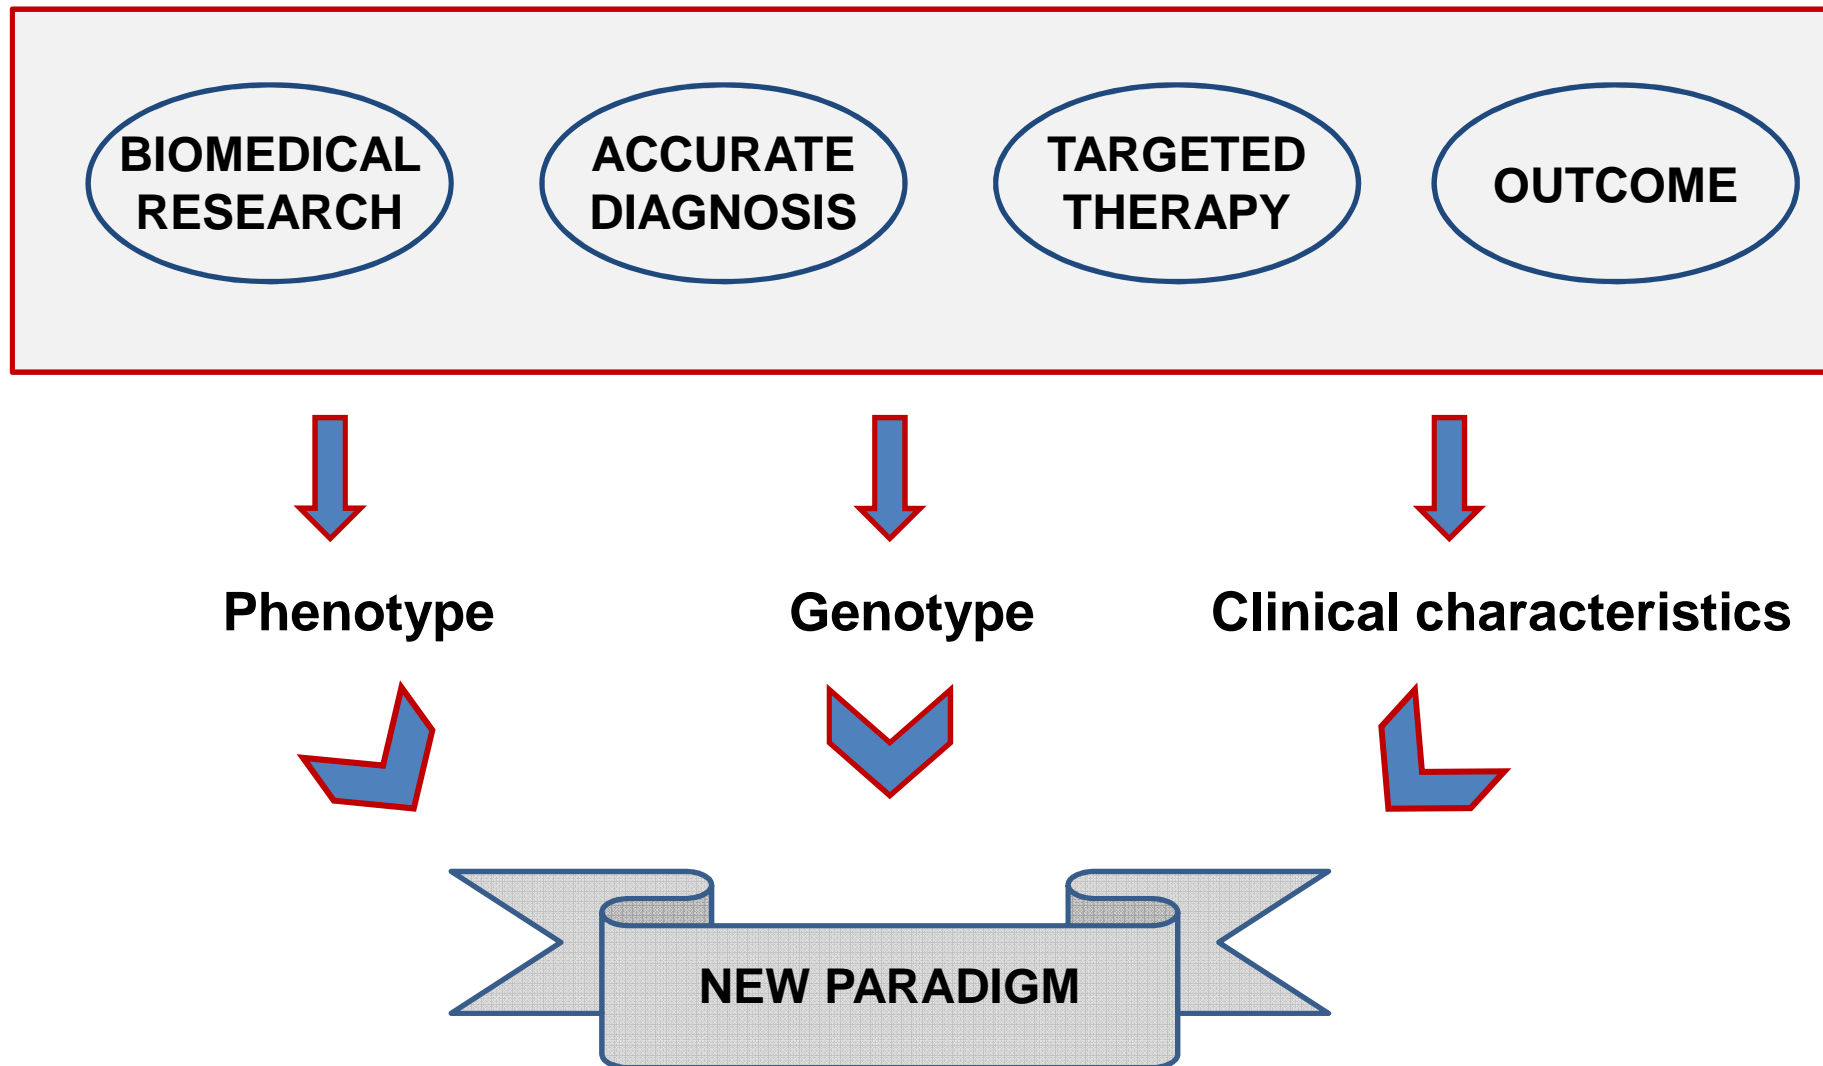 BIOMEDICAL
RESEARCH
ACCURATE
DIAGNOSIS
TARGETED
THERAPY
OUTCOME
Phenotype
Genotype
Clinical characteristics
NEW PARADIGM